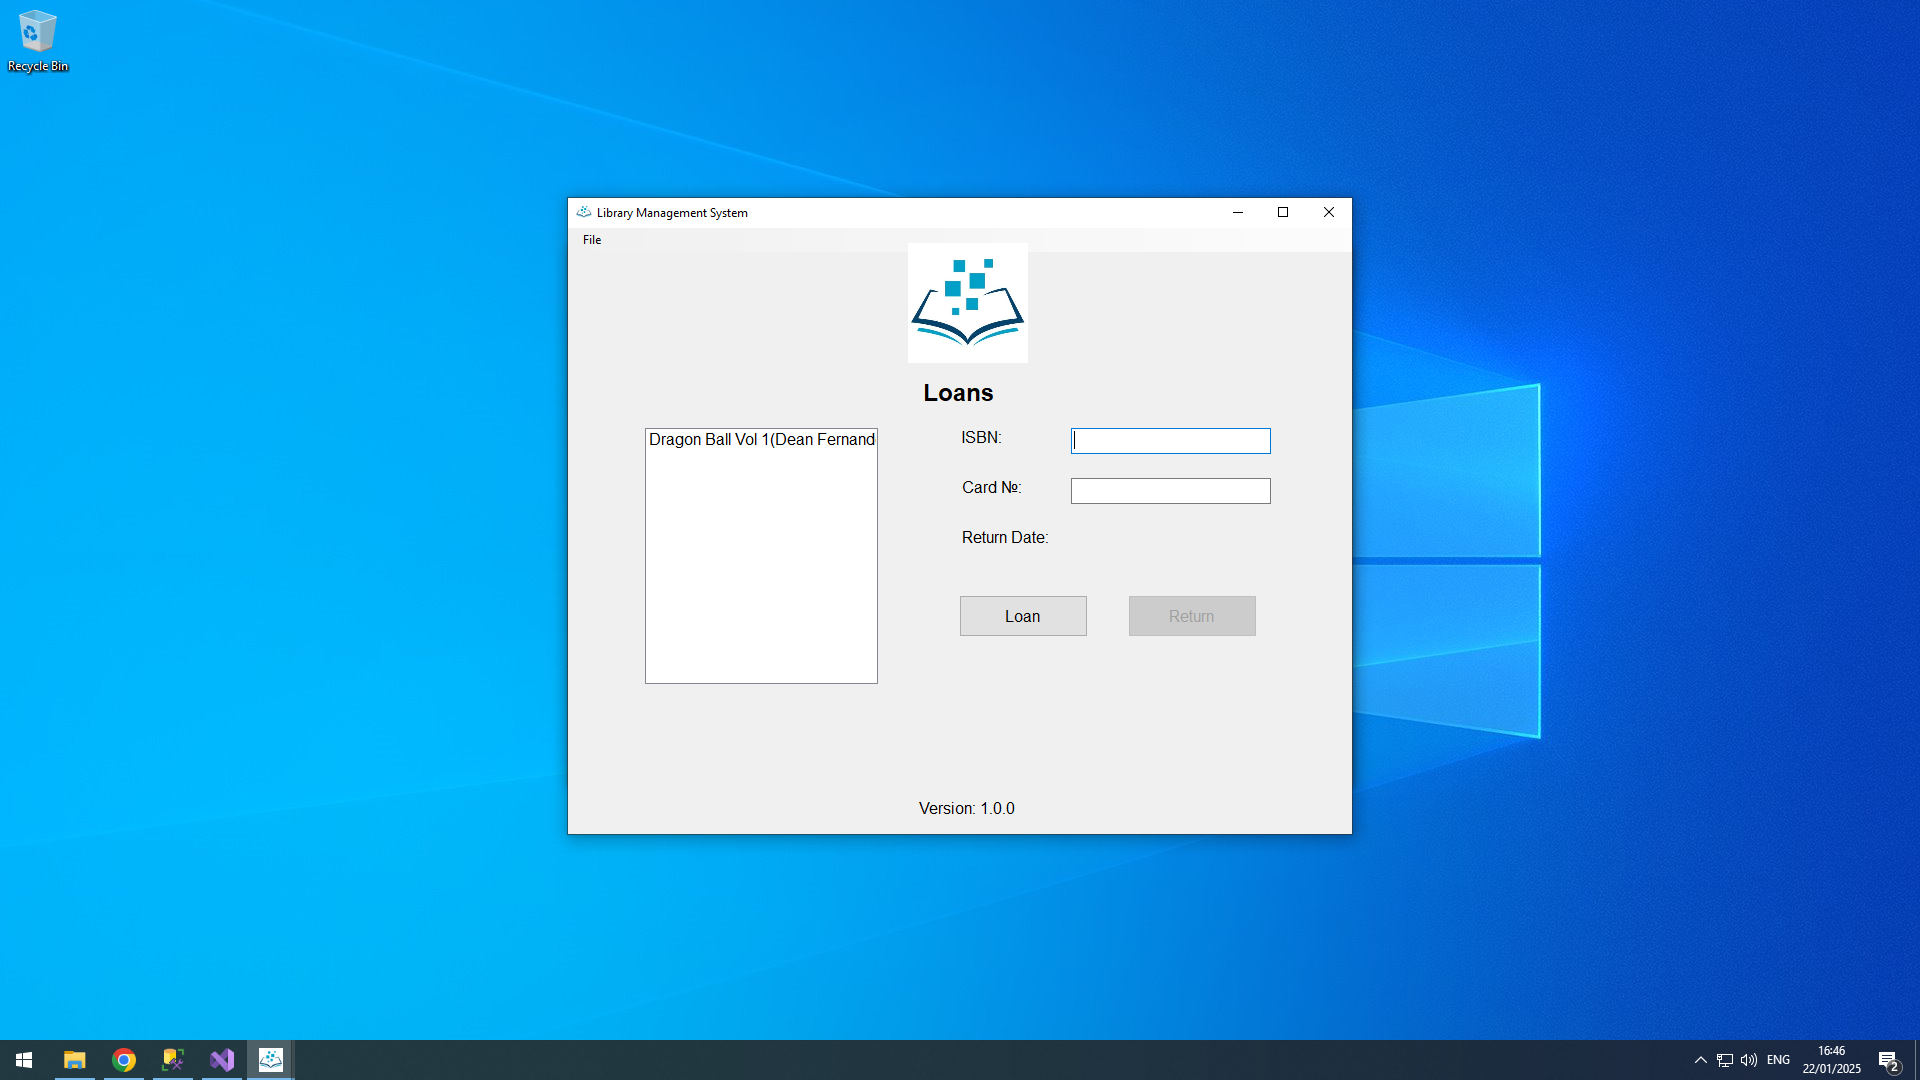 Recycle Bin
Library Management System
File
Loans
Dragon Ball Vol 1(Dean Fernand
ISBN:
Card №:
Return Date:
Loan
Return
Version: 1.0.0
ENG
16:46
22/01/2025
2